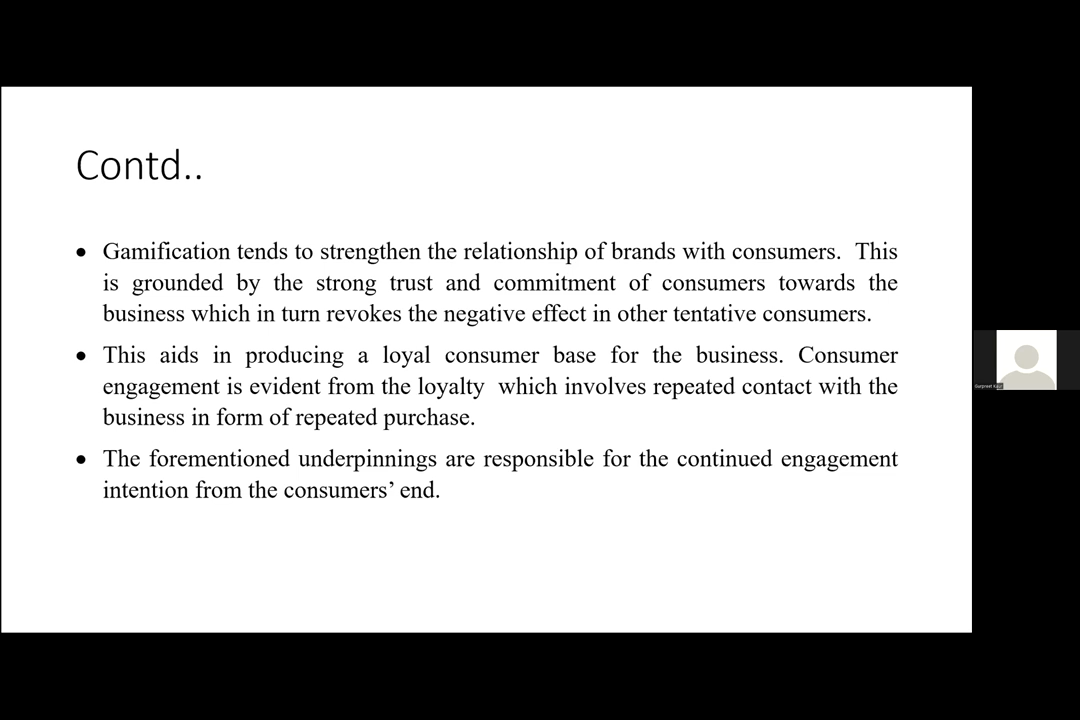 Contd..
• Gamification tends to strengthen the relationship of brands with consumers.  This
is grounded by the strong trust and commitment of consumers towards the
business which in turn revokes the negative effect in other tentative consumers.
• This aids in producing a loyal consumer base for the business. Consumer
engagement is evident from the loyalty  which involves repeated contact with the
business in form of repeated purchase.
• The forementioned underpinnings are responsible for the continued engagement
intention from the consumers’ end.
Gurpreet Kaur